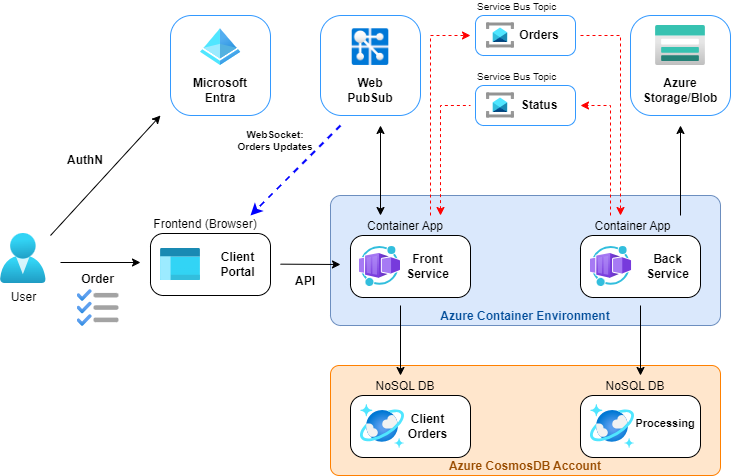 Service Bus Topic
Orders
Microsoft
Entra
Web
PubSub
Service Bus Topic
Status
Azure
Storage/Blob
WebSocket:
Orders Updates
AuthN
Frontend (Browser)
Client
Portal
Container App
Front
Service
Container App
Back
Service
User
Order
API
Azure Container Environment
NoSQL DB
Client
Orders
NoSQL DB
Processing
Azure CosmosDB Account